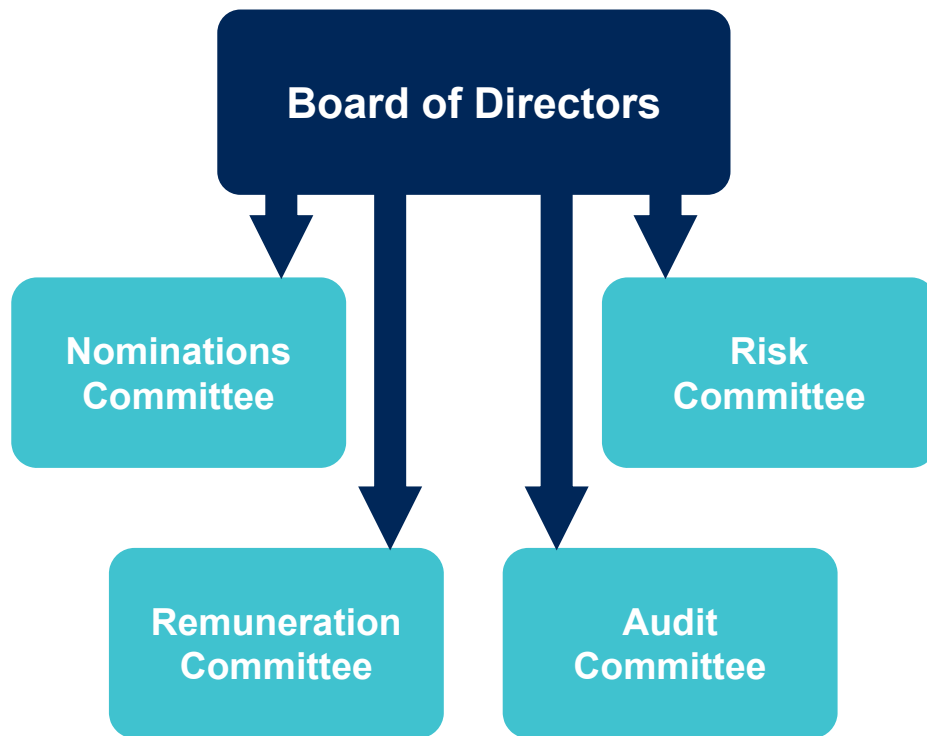 Board of Directors
Nominations
Committee
Risk
Committee
Remuneration
Committee
Audit
Committee